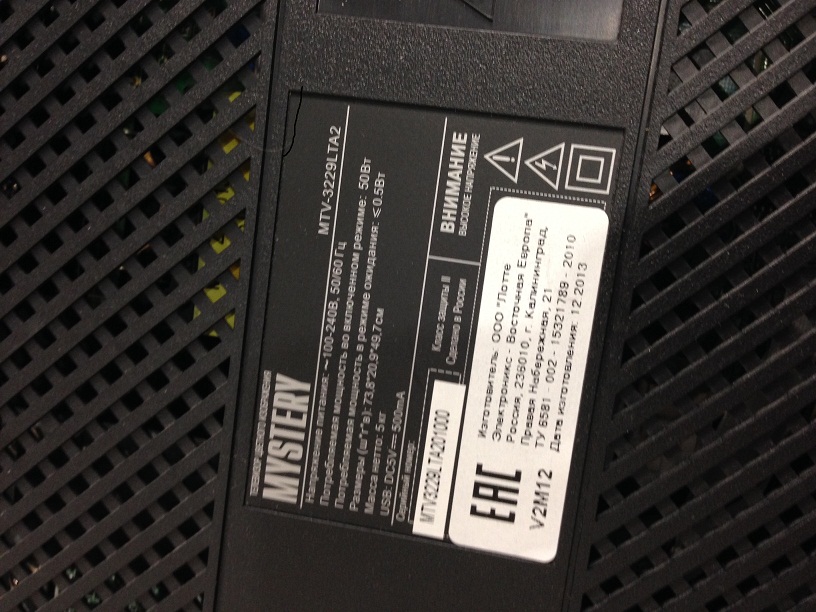 MYSTERY
MTV-3229LTA2
Напряжение питания: ~100-240В, 50/60 Гц
Потребляемая мощность во включенном режиме: 50Вт
Потребляемая мощность в режиме ожидания: ≤ 0.5Вт
Размеры (ш*г*в): 73,8*20,9*49,7см
Масса нетто: 5 кг
USB: DC5V 500mA
Серийный номер:
MTV3229LTA201000
Класс защиты II
Сделано в России
ВНИМАНИЕ
ВЫСОКОЕ НАПРЯЖЕНИЕ
EAC
V2M12
Изготовитель: ООО "Лотте
Электроникс - Восточная Европа"
Россия, 236010, г. Калининград,
Правая Набережная, 21
ТУ 6581 - 002 - 15321789 - 2010
Дата изготовления: 12.2013